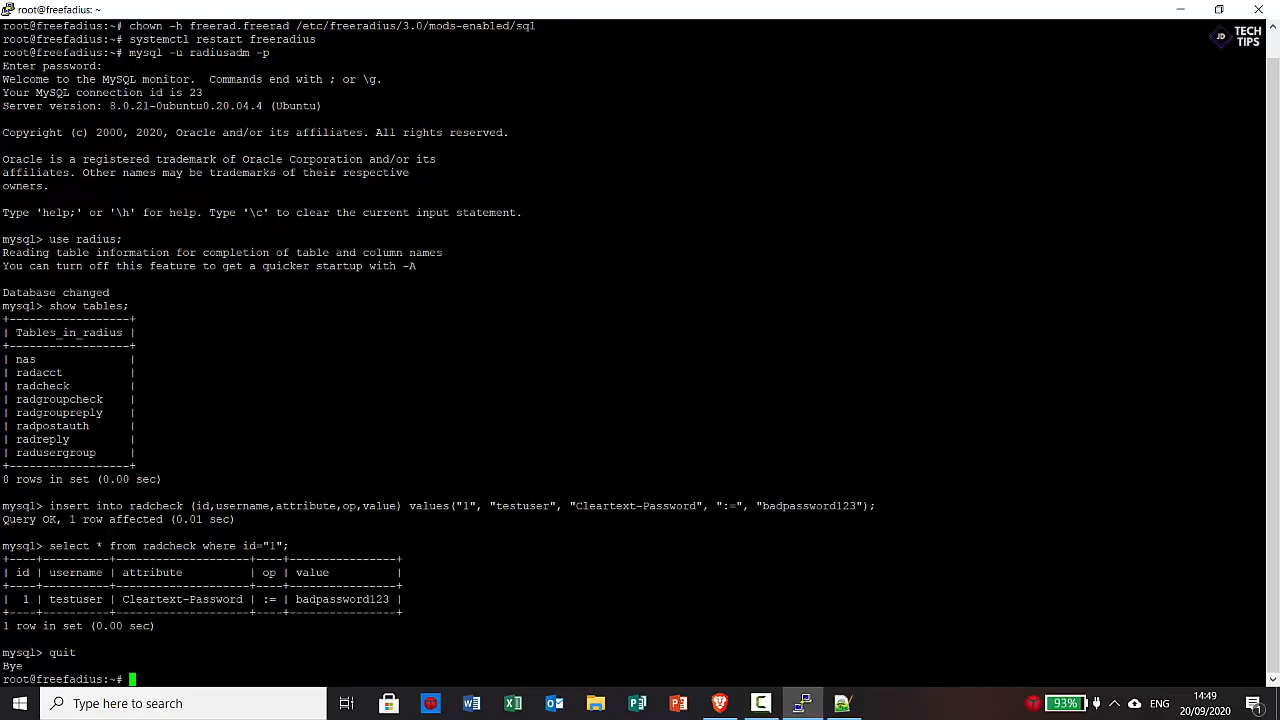 root@freefadius: ~
root@freefadius:~# chown -h freerad.freerad /etc/freeradius/3.0/mods-enabled/sql
root@freefadius:~# systemctl restart freeradius
root@freefadius:~# mysql -u radiusadm -p
Enter password:
Welcome to the MySQL monitor.  Commands end with ; or \g.
Your MySQL connection id is 23
Server version: 8.0.21-0ubuntu0.20.04.4 (Ubuntu)
Copyright (c) 2000, 2020, Oracle and/or its affiliates. All rights reserved.
Oracle is a registered trademark of Oracle Corporation and/or its
affiliates. Other names may be trademarks of their respective
owners.
Type 'help;' or '\h' for help. Type '\c' to clear the current input statement.
mysql> use radius;
Reading table information for completion of table and column names
You can turn off this feature to get a quicker startup with -A
Database changed
mysql> show tables;
+------------------+
| Tables_in_radius |
+------------------+
| nas              |
| radacct          |
| radcheck         |
| radgroupcheck    |
| radgroupreply    |
| radpostauth      |
| radreply         |
| radusergroup     |
+------------------+
8 rows in set (0.00 sec)
mysql> insert into radcheck (id,username,attribute,op,value) values("1", "testuser", "Cleartext-Password", ":=", "badpassword123");
Query OK, 1 row affected (0.01 sec)
mysql> select * from radcheck where id="1";
+----+----------+--------------------+----+----------------+
| id | username | attribute          | op | value          |
+----+----------+--------------------+----+----------------+
|  1 | testuser | Cleartext-Password | := | badpassword123 |
+----+----------+--------------------+----+----------------+
1 row in set (0.00 sec)
mysql> quit
Bye
root@freefadius:~#
JD TECH
TIPS
Type here to search
93%
ENG
14:49
20/09/2020
1